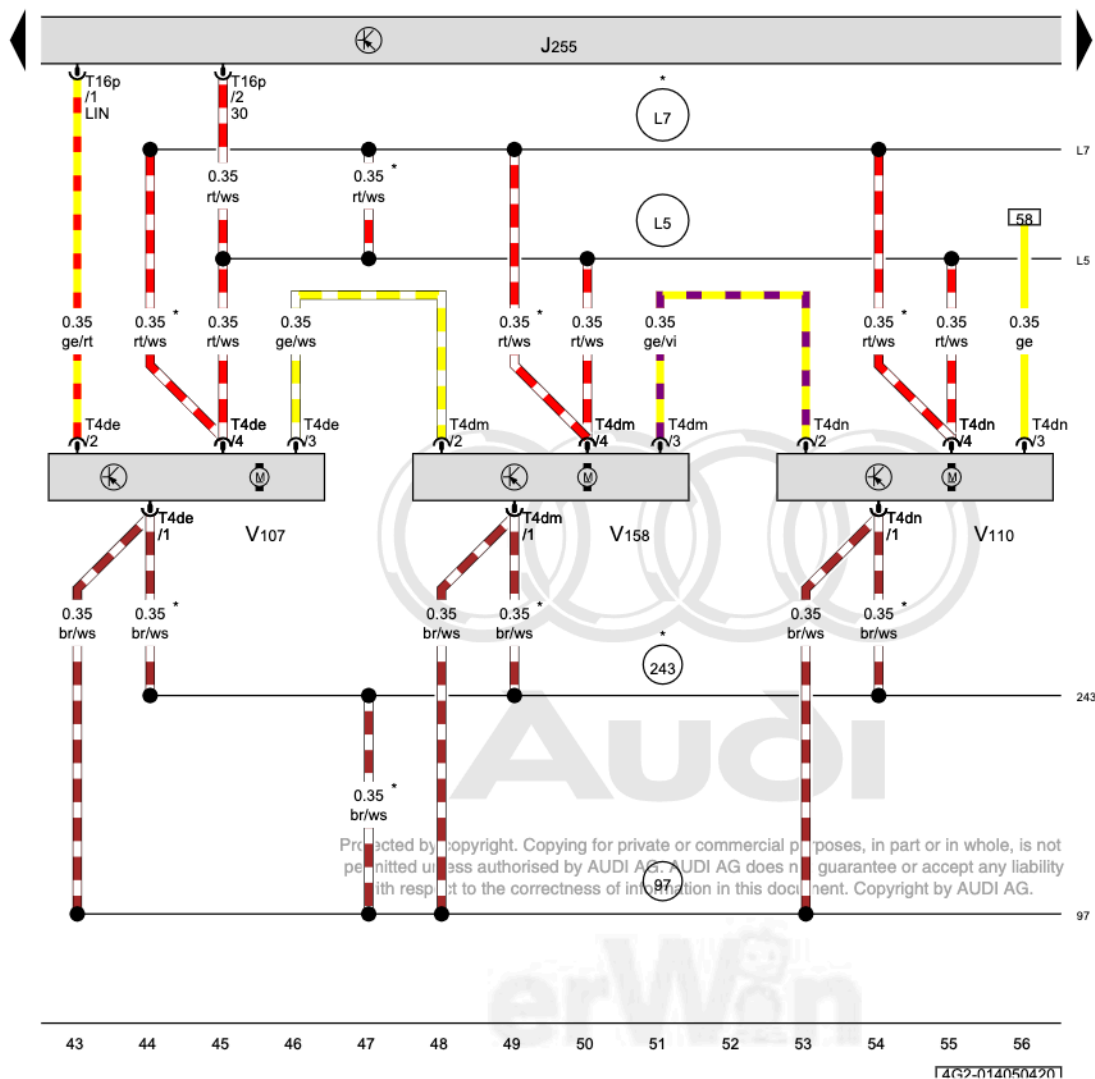 J255
T16p
/1
LIN
T16p
/2
30
*
L7
L7
0.35
rt/ws
0.35 *
rt/ws
L5
58
L5
0.35
ge/rt
0.35 *
rt/ws
0.35
rt/ws
0.35
ge/ws
0.35 *
rt/ws
0.35
rt/ws
0.35
ge/vi
0.35 *
rt/ws
0.35
rt/ws
0.35
ge
T4de
/2
T4de
/4
T4de
/3
T4dm
/2
T4dm
/4
T4dm
/3
T4dn
/2
T4dn
/4
T4dn
/3
M
M
M
T4de
/1
V107
T4dm
/1
V158
T4dn
/1
V110
0.35
br/ws
0.35 *
br/ws
0.35
br/ws
0.35 *
br/ws
0.35
br/ws
0.35 *
br/ws
*
243
243
Audi
0.35 *
br/ws
Protected by copyright. Copying for private or commercial purposes, in part or in whole, is not
permitted unless authorised by AUDI AG. AUDI AG does not guarantee or accept any liability
with respect to the correctness of information in this document. Copyright by AUDI AG.
97
97
erWin
43 44 45 46 47 48 49 50 51 52 53 54 55 56
4G2-014050420